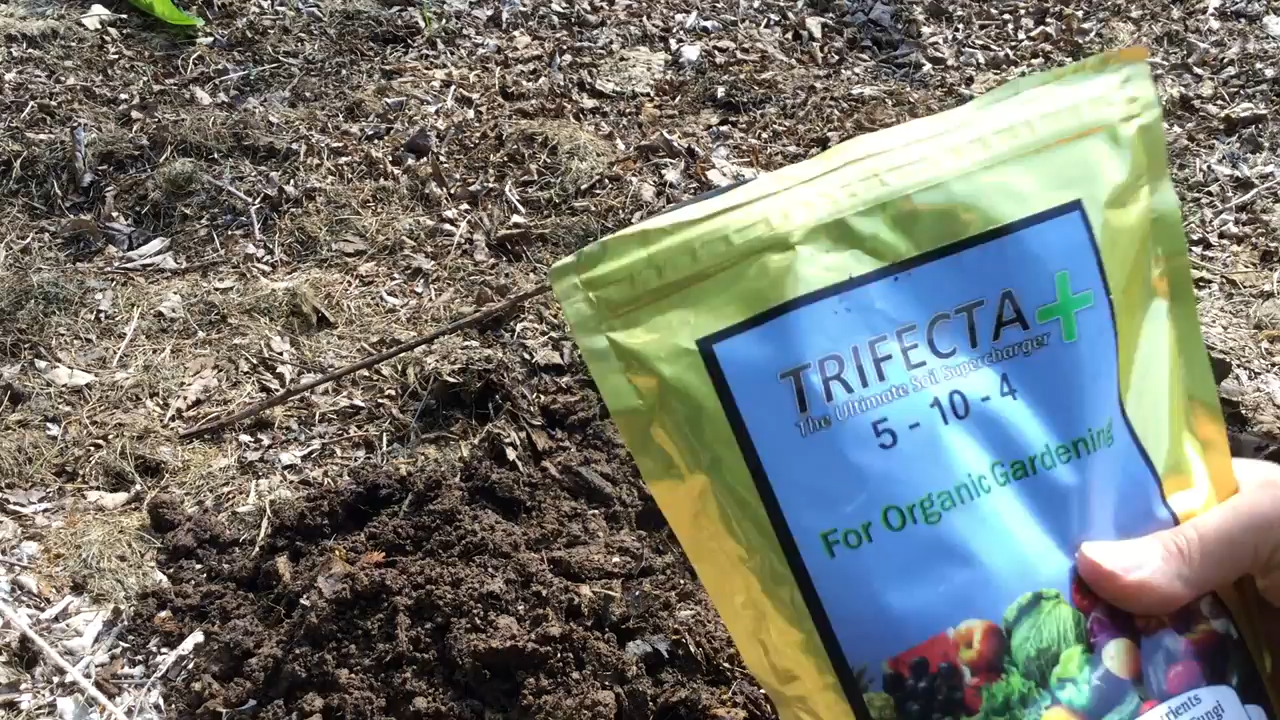 TRIFECTA+
The Ultimate Soil Supercharger
5 - 10 - 4
For Organic Gardening